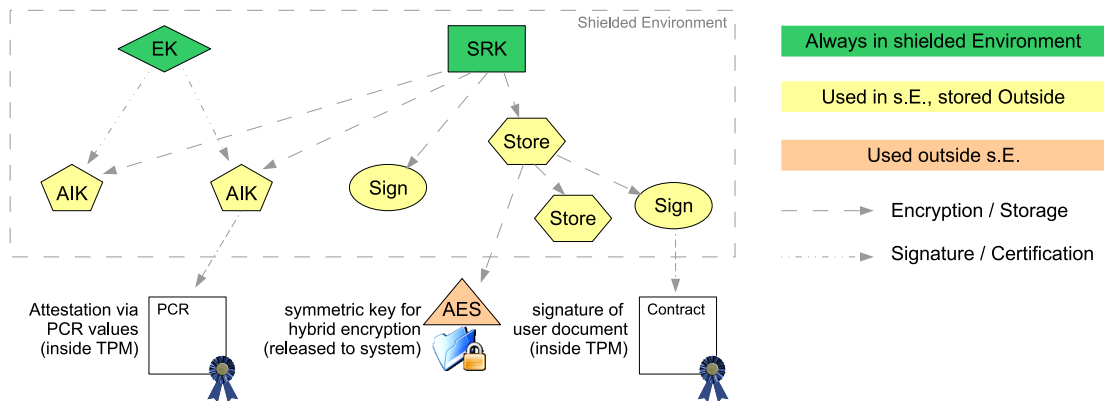 Shielded Environment
EK
SRK
Always in shielded Environment
Used in s.E., stored Outside
Store
Used outside s.E.
AIK
AIK
Sign
Store
Sign
Encryption / Storage
Signature / Certification
Attestation via
PCR values
(inside TPM)
PCR
symmetric key for
hybrid encryption
(released to system)
AES
signature of
user document
(inside TPM)
Contract